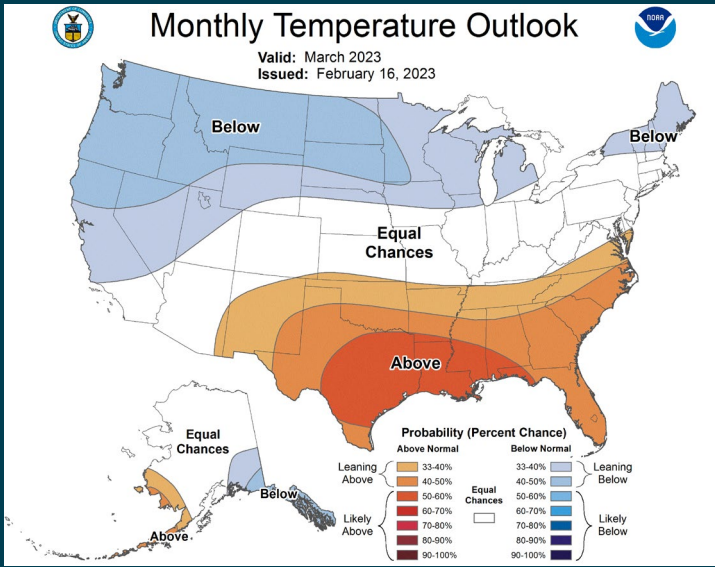 Monthly Temperature Outlook
NOAA
Valid: March 2023
Issued: February 16, 2023
Below
Below
Equal
Chances
Above
Equal
Chances
Below
Above
Probability (Percent Chance)
Above Normal
Below Normal
Leaning
Above
33-40%
40-50%
Likely
Above
50-60%
60-70%
70-80%
80-90%
90-100%
Equal
Chances
33-40%
40-50%
Leaning
Below
50-60%
60-70%
70-80%
80-90%
90-100%
Likely
Below